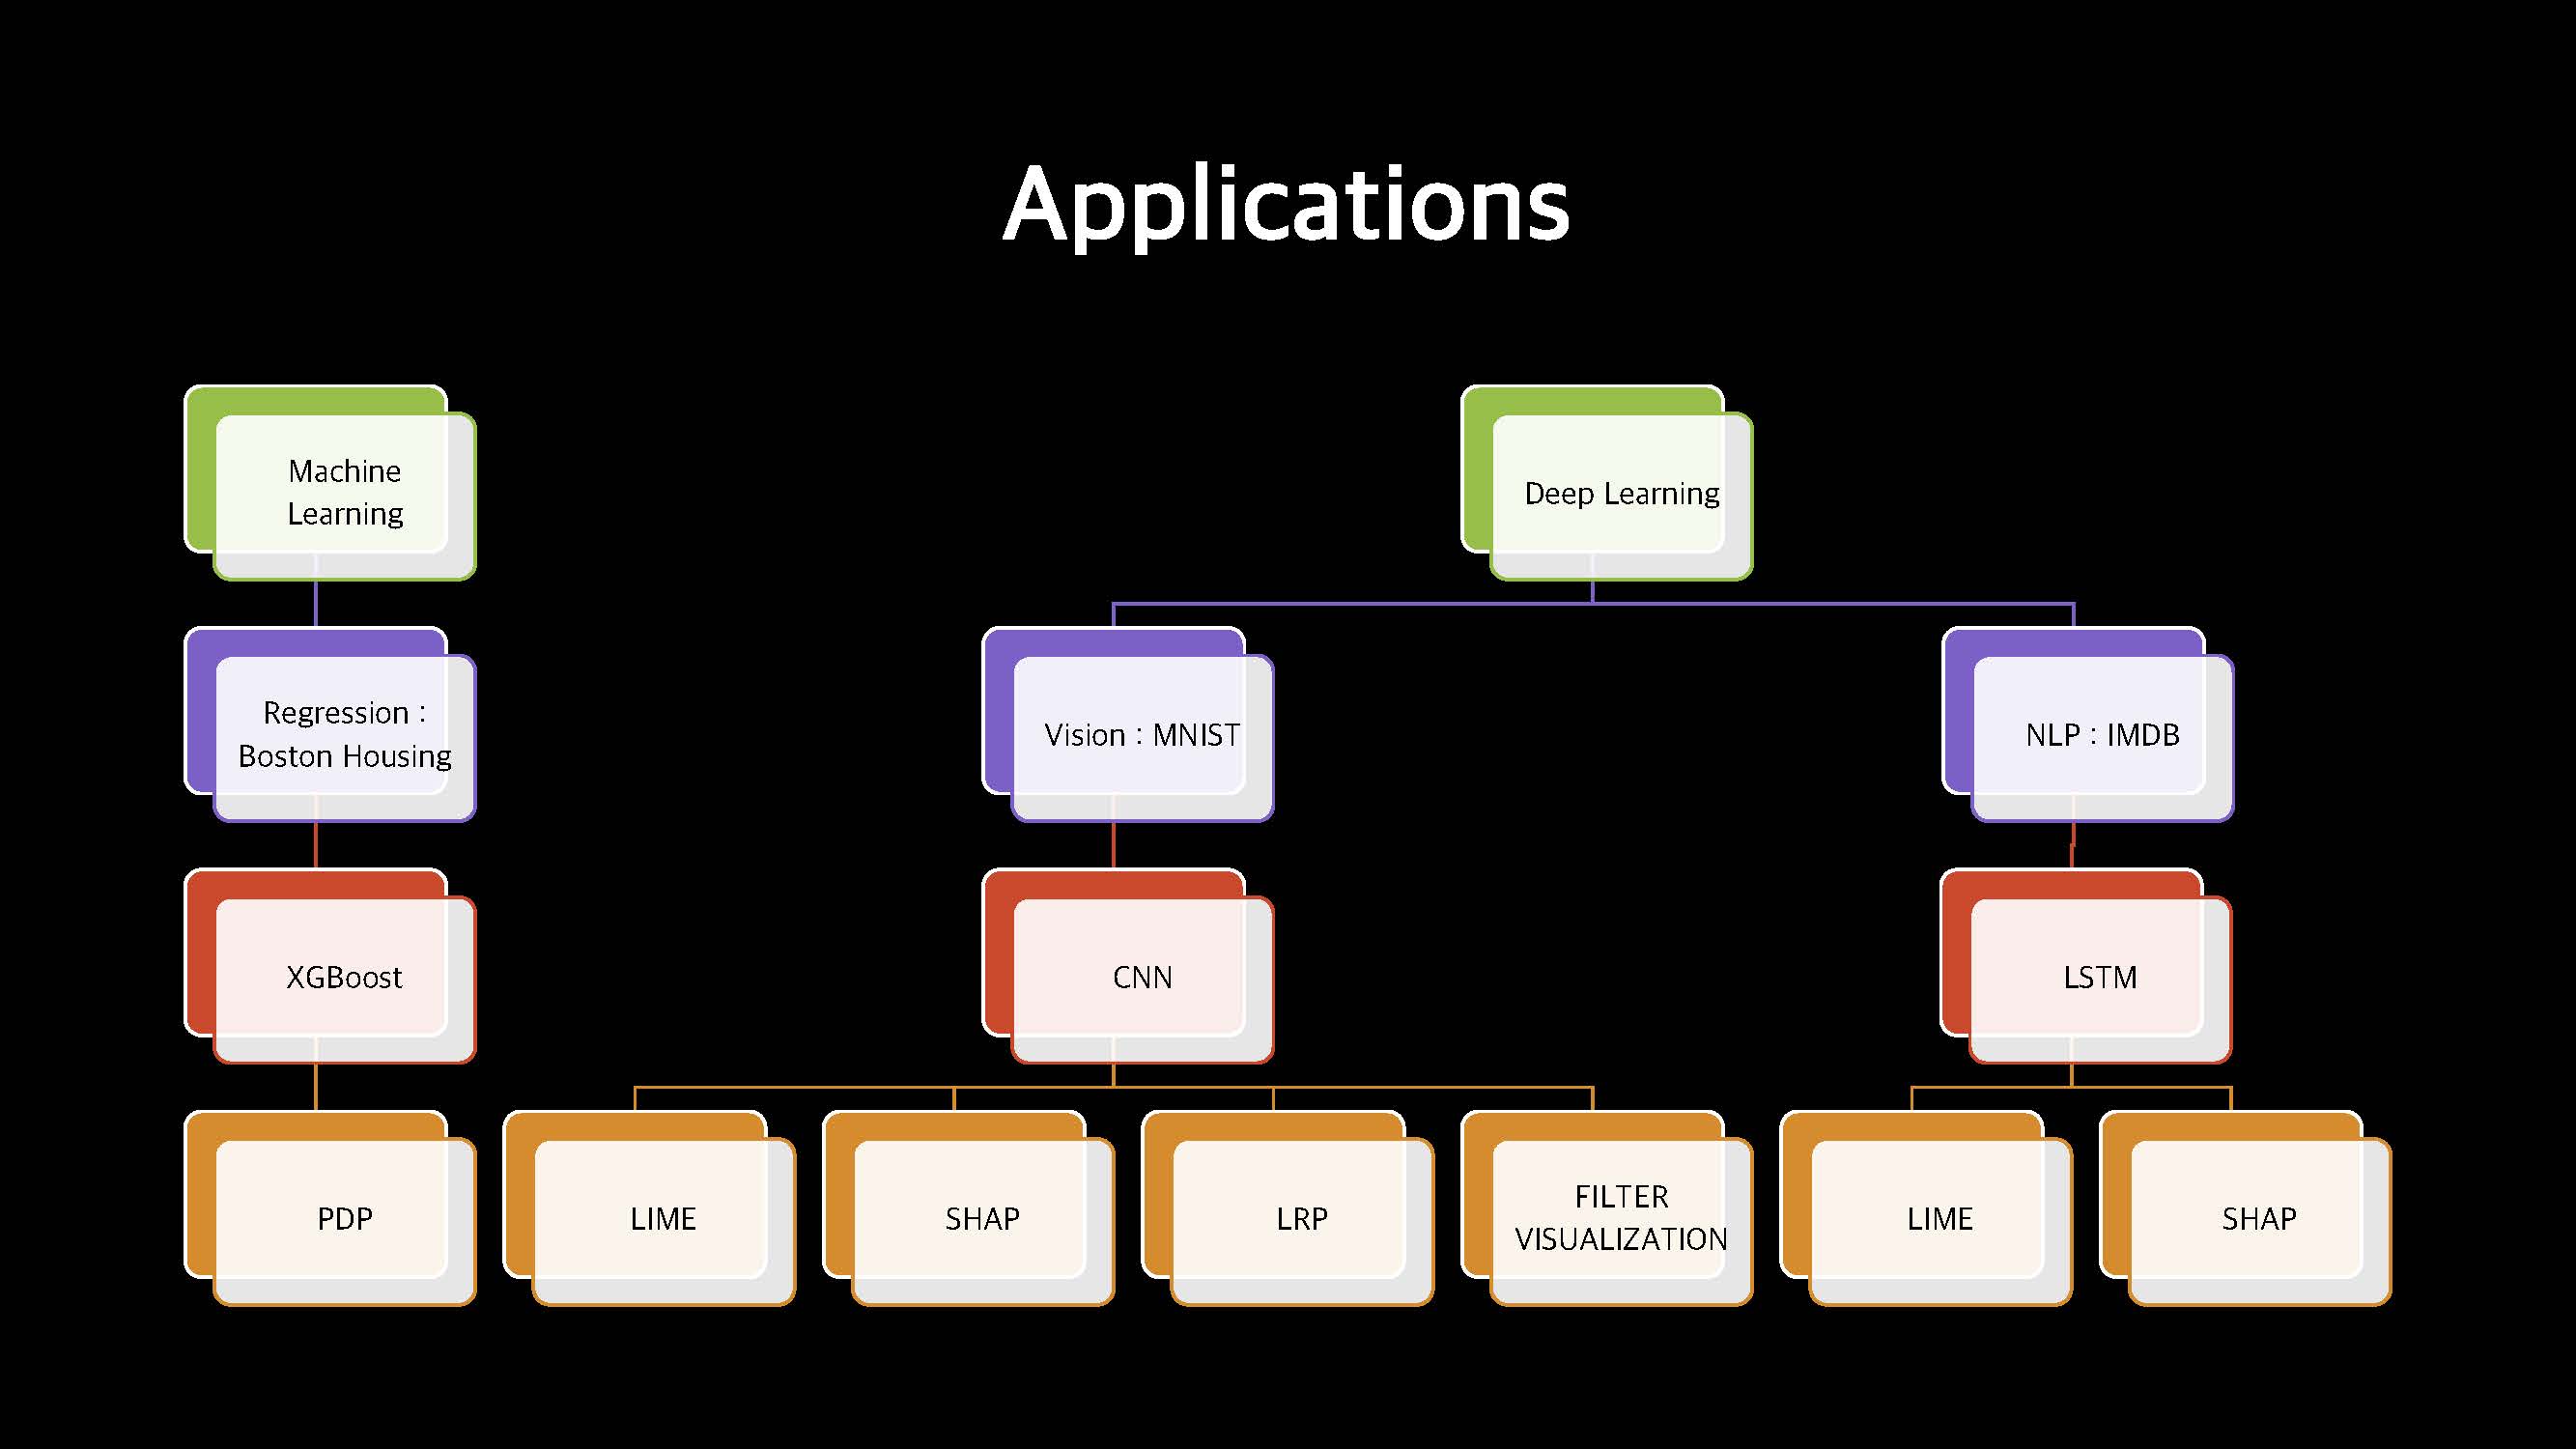 Applications
Machine
Learning
Deep Learning
Regression :
Boston Housing
Vision : MNIST
NLP : IMDB
XGBoost
CNN
LSTM
PDP
LIME
SHAP
LRP
FILTER
VISUALIZATION
LIME
SHAP